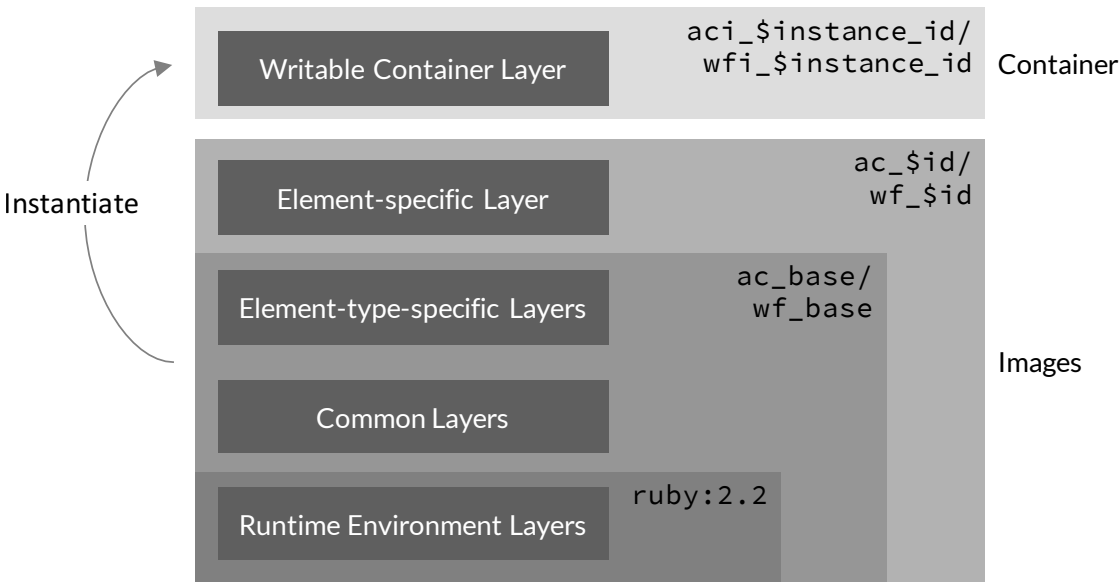 aci_$instance_id/
Writable Container Layer
wfi_$instance_id
Container
ac_$id/
Element-specific Layer
wf_$id
Instantiate
ac_base/
Element-type-specific Layers
wf_base
Images
Common Layers
ruby:2.2
Runtime Environment Layers